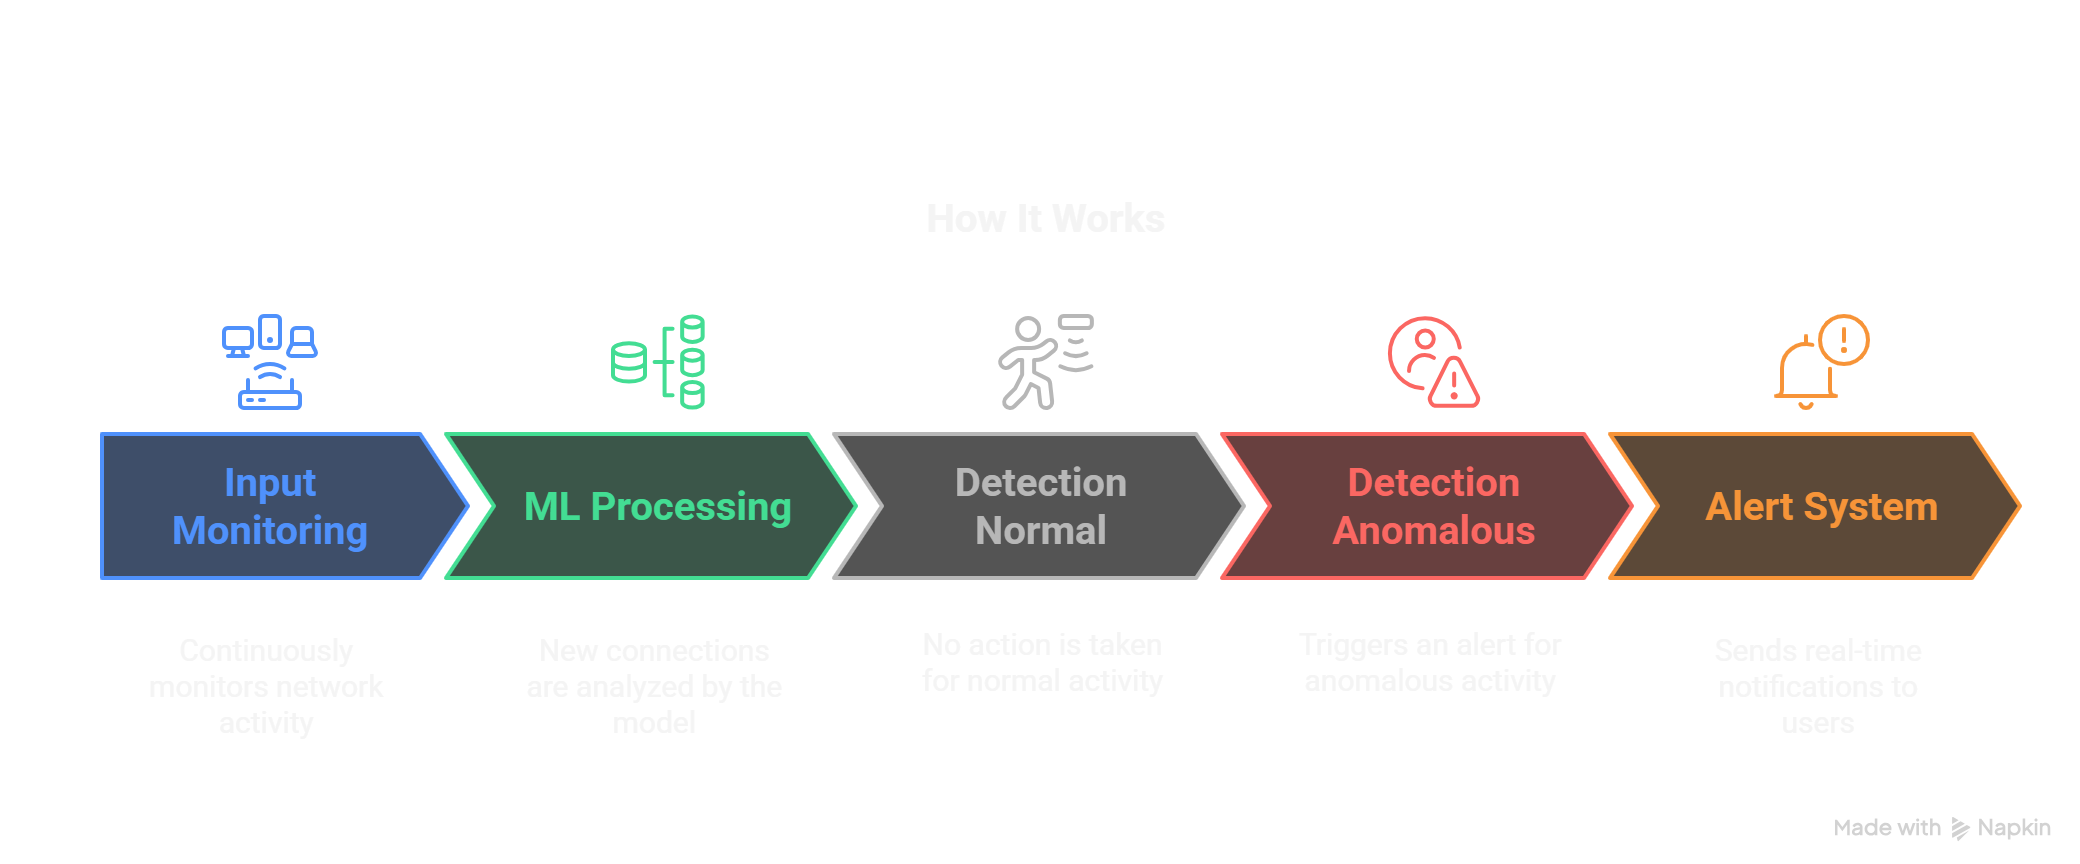 How It Works
Input
Monitoring
ML Processing
Detection
Normal
Detection
Anomalous
Alert System
Continuously
monitors network
activity
New connections
are analyzed by the
model
No action is taken
for normal activity
Triggers an alert for
anomalous activity
Sends real-time
notifications to
users
Made with Napkin